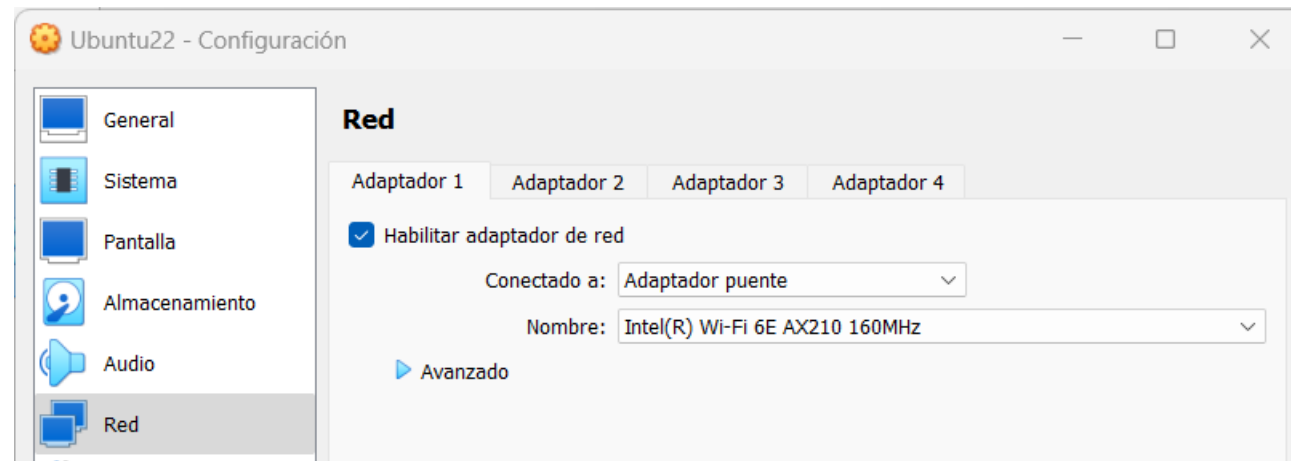 Ubuntu22 - Configuración
General
Sistema
Pantalla
Almacenamiento
Audio
Red
Red
Adaptador 1 Adaptador 2 Adaptador 3 Adaptador 4
Habilitar adaptador de red
Conectado a: Adaptador puente
Nombre: Intel(R) Wi-Fi 6E AX210 160MHz
Avanzado